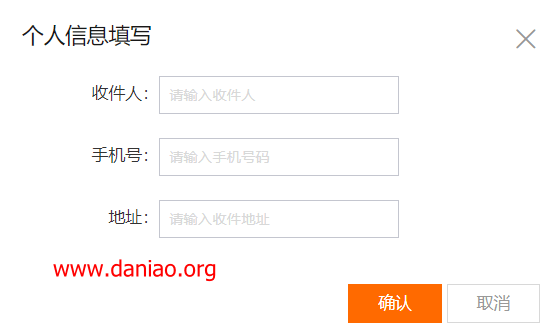 个人信息填写
收件人： 请输入收件人
手机号： 请输入手机号码
地址： 请输入收件地址
www.daniao.org
确认 取消